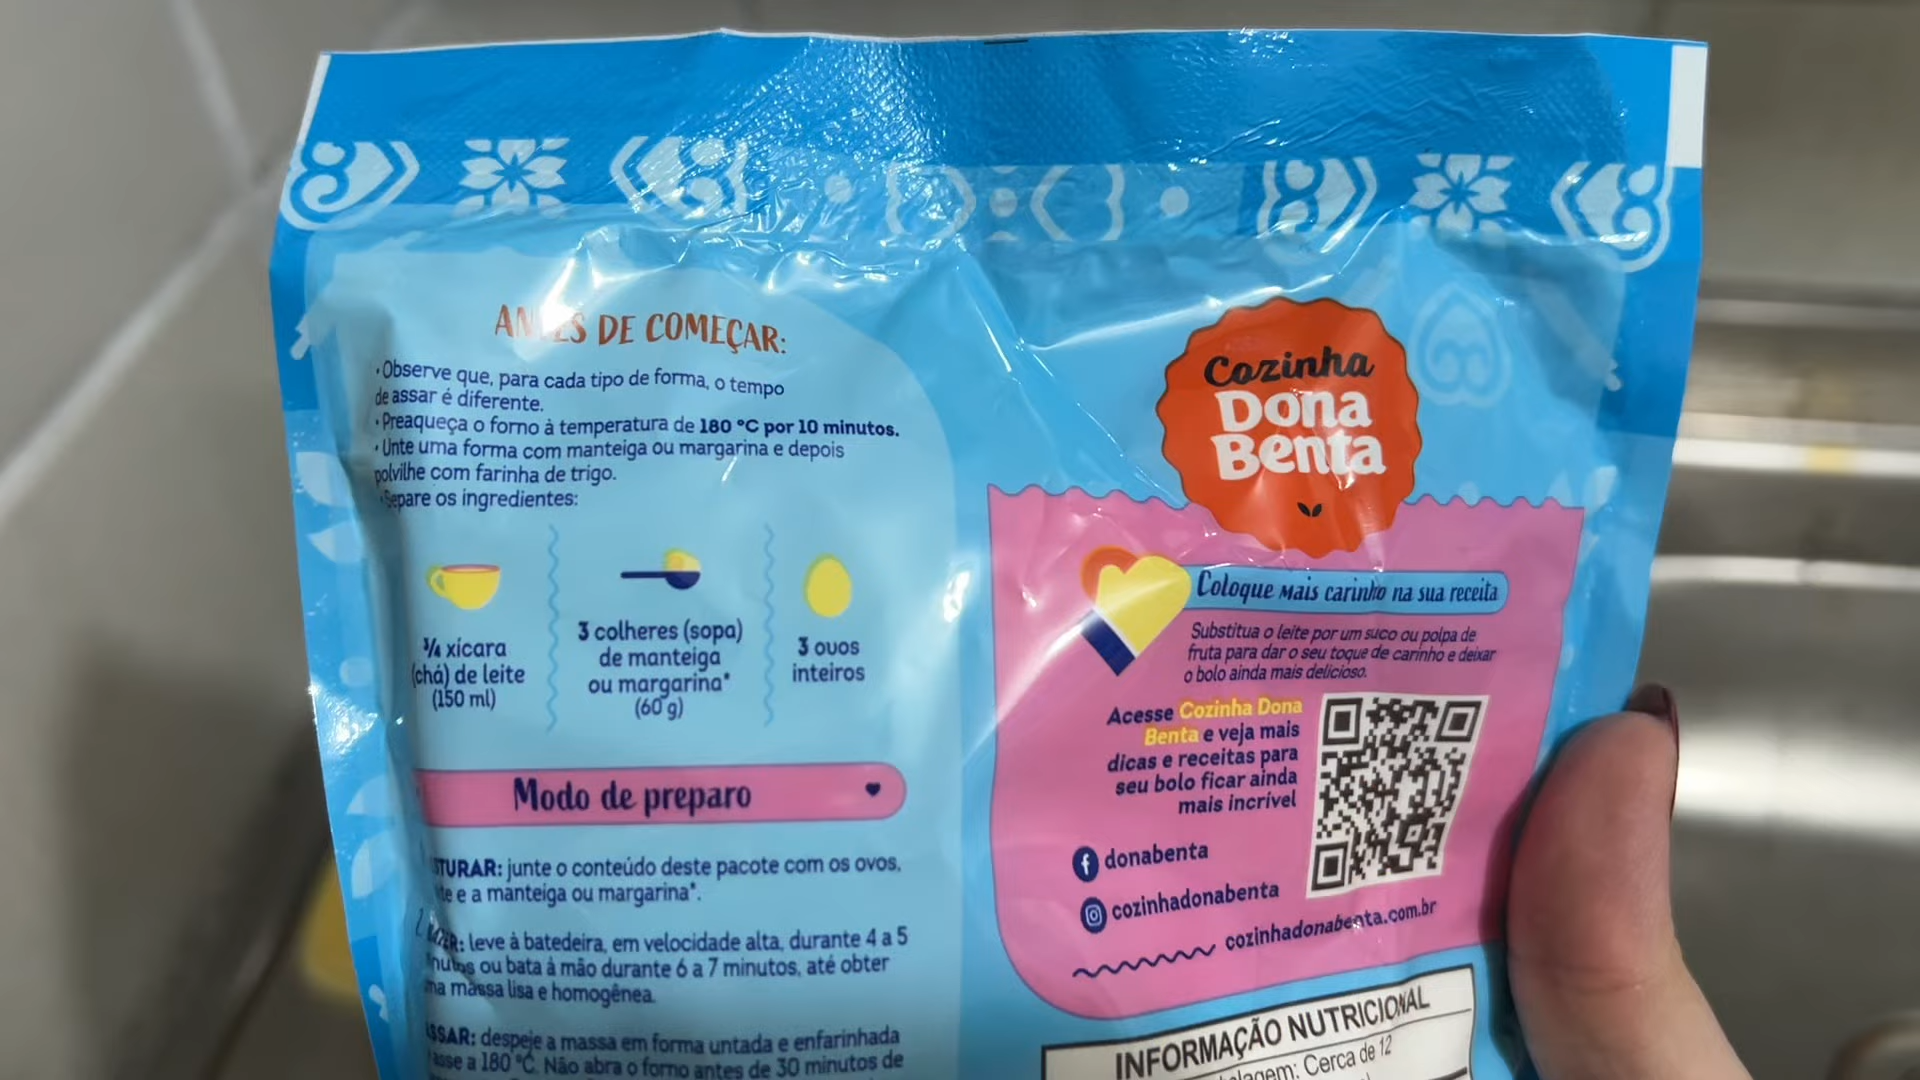 ANTES DE COMEÇAR:
• Observe que, para cada tipo de forma, o tempo
de assar é diferente.
• Preaqueça o forno à temperatura de 180 °C por 10 minutos.
• Unte uma forma com manteiga ou margarina e depois
polvilhe com farinha de trigo.
• Separe os ingredientes:
¾ xícara
(chá) de leite
(150 ml)
3 colheres (sopa)
de manteiga
ou margarina*
(60 g)
3 ovos
inteiros
Modo de preparo
TURAR: junte o conteúdo deste pacote com os ovos,
te e a manteiga ou margarina*.
leve à batedeira, em velocidade alta, durante 4 a 5
nutos ou bata à mão durante 6 a 7 minutos, até obter
ma massa lisa e homogênea.
SSAR: despeje a massa em forma untada e enfarinhada
asse a 180 °C. Não abra o forno antes de 30 minutos de
Cozinha
Dona
Benta
Coloque mais carinho na sua receita
Substitua o leite por um suco ou polpa de
fruta para dar o seu toque de carinho e deixar
o bolo ainda mais delicioso.
Acesse Cozinha Dona
Benta e veja mais
dicas e receitas para
seu bolo ficar ainda
mais incrível
donabenta
cozinhadonabenta
cozinhadonabenta.com.br
INFORMAÇÃO NUTRICIONAL
balagem: Cerca de 12